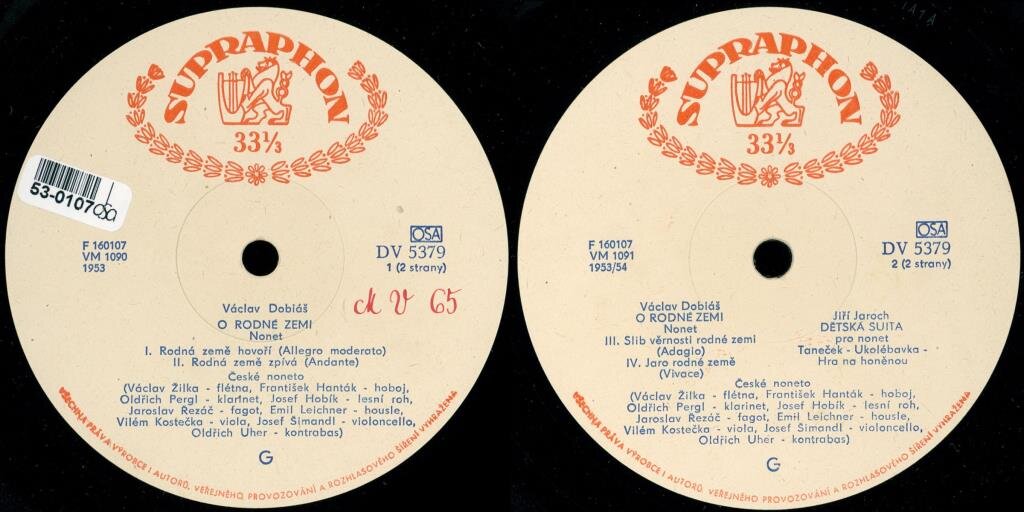 SUPRAPHON
33⅓
53-0107 osa
F 160107
VM 1090
1953
OSA
DV 5379
1 (2 strany)
ck V 65
Václav Dobiáš
O RODNÉ ZEMI
Nonet
I. Rodná země hovoří (Allegro moderato)
II. Rodná země zpívá (Andante)
České noneto
(Václav Žilka - flétna, František Hanták - hoboj,
Oldřich Pergl - klarinet, Josef Hobík - lesní roh,
Jaroslav Řezáč - fagot, Emil Leichner - housle,
Vilém Kostečka - viola, Josef Šimandl - violoncello,
Oldřich Uher - kontrabas)
G
VŠECHNA PRÁVA VÝROBCE I AUTORŮ, VEŘEJNÉHO PROVOZOVÁNÍ A ROZHLASOVÉHO ŠÍŘENÍ VYHRAŽENA
SUPRAPHON
33⅓
F 160107
VM 1091
1953/54
OSA
DV 5379
2 (2 strany)
Václav Dobiáš
O RODNÉ ZEMI
Nonet
III. Slib věrnosti rodné zemi
(Adagio)
IV. Jaro rodné země
(Vivace)
Jiří Jaroch
DĚTSKÁ SUITA
pro nonet
Taneček - Ukolébavka -
Hra na honěnou
České noneto
(Václav Žilka - flétna, František Hanták - hoboj,
Oldřich Pergl - klarinet, Josef Hobík - lesní roh,
Jaroslav Řezáč - fagot, Emil Leichner - housle,
Vilém Kostečka - viola, Josef Šimandl - violoncello,
Oldřich Uher - kontrabas)
G
VŠECHNA PRÁVA VÝROBCE I AUTORŮ, VEŘEJNÉHO PROVOZOVÁNÍ A ROZHLASOVÉHO ŠÍŘENÍ VYHRAŽENA